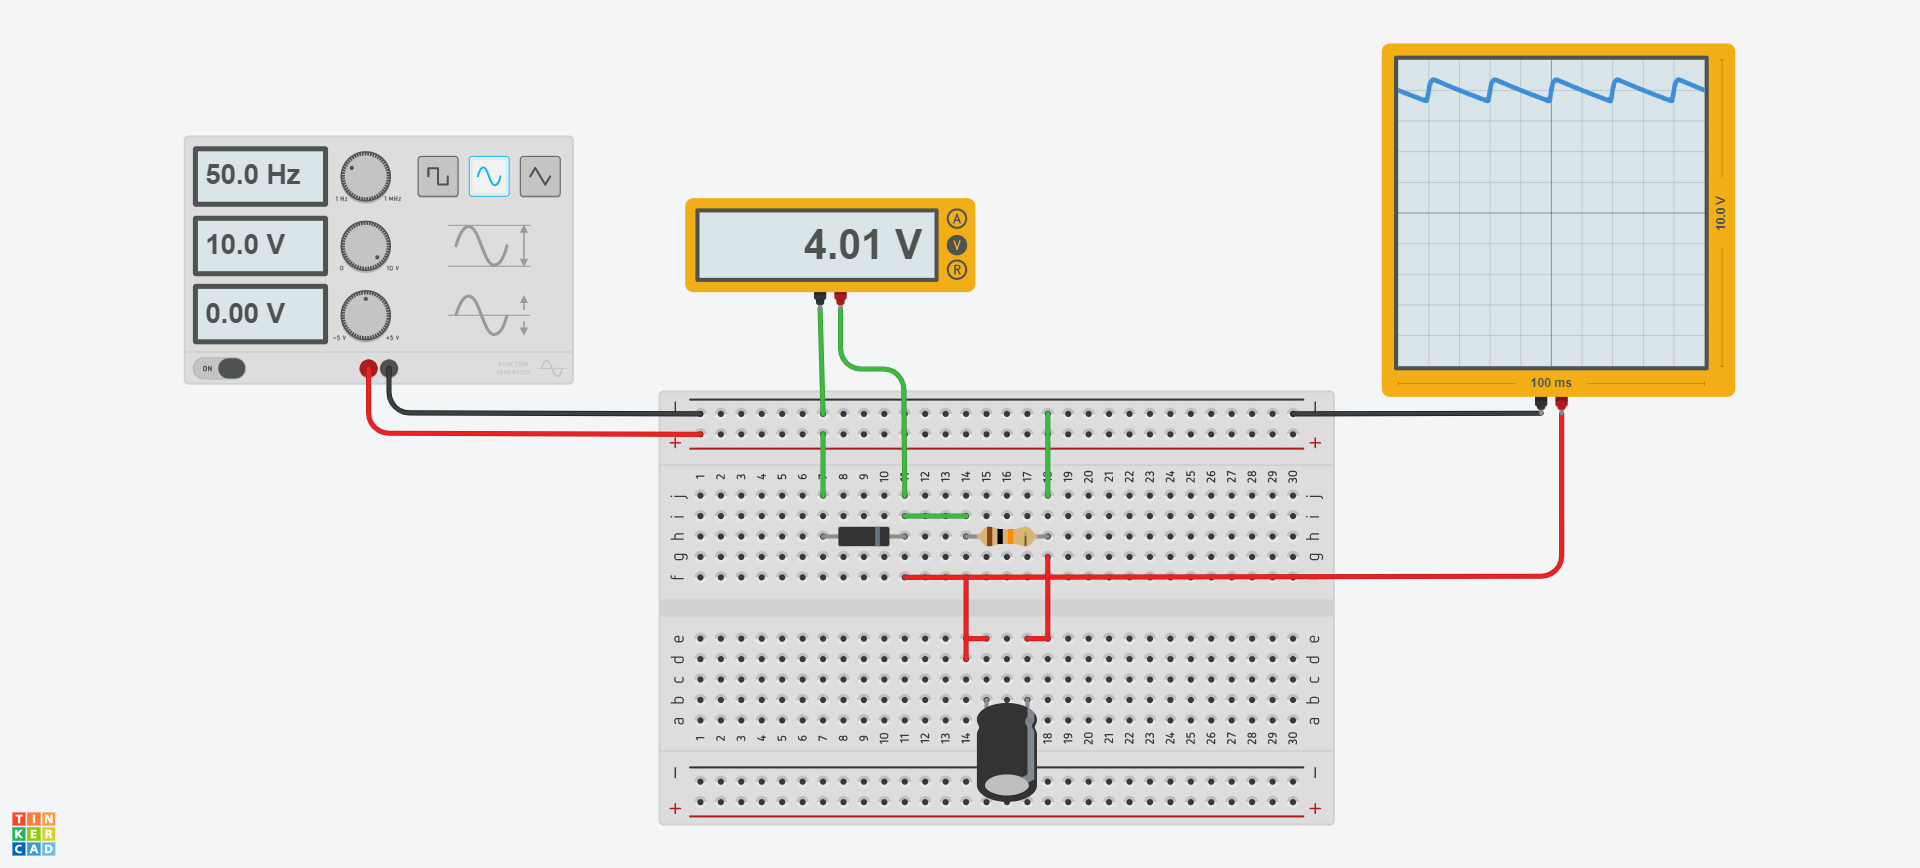 50.0 Hz
1 Hz
1 MHz
10.0 V
0
10 V
0.00 V
-5 V
+5 V
ON
FUNCTION
GENERATOR
4.01 V
A
V
R
10.0 V
100 ms
1 2 3 4 5 6 7 8 9 10 11 12 13 14 15 16 17 18 19 20 21 22 23 24 25 26 27 28 29 30
j j
i i
h h
g g
f
e e
d d
c c
b b
a a
1 2 3 4 5 6 7 8 9 10 11 12 13 14 18 19 20 21 22 23 24 25 26 27 28 29 30
TIN
KER
CAD